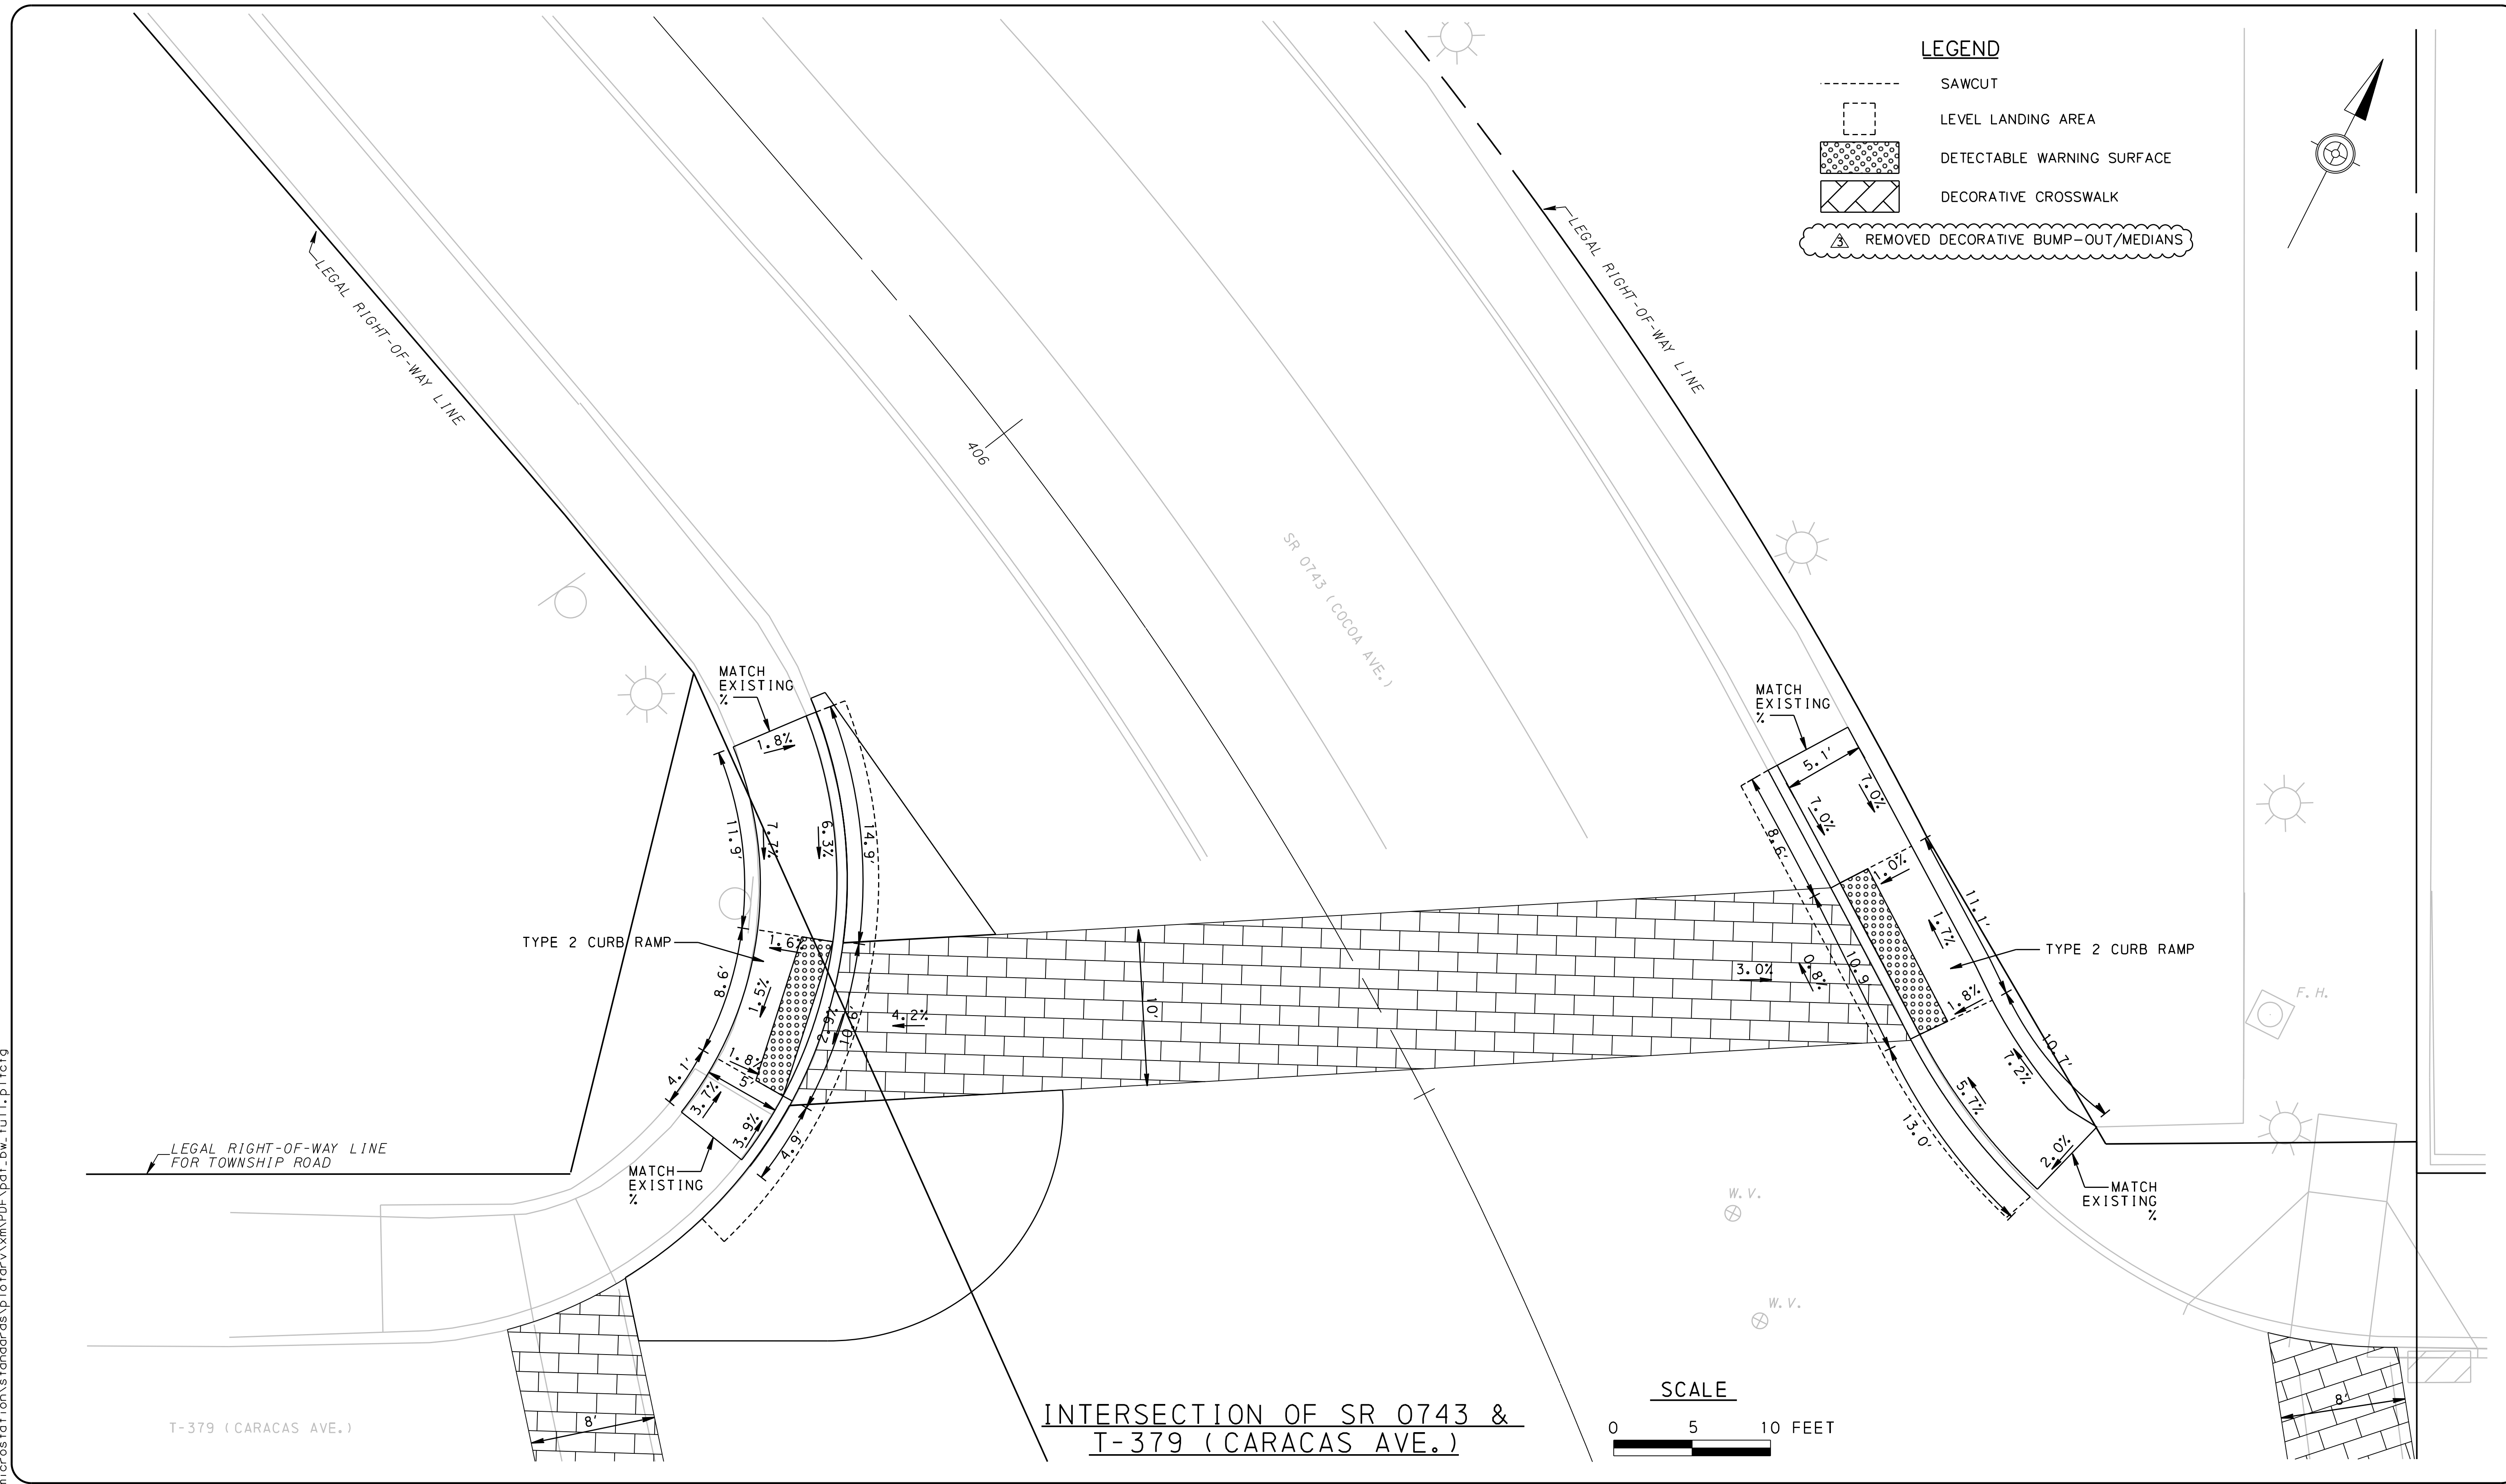 LEGEND
SAWCUT
LEVEL LANDING AREA
DETECTABLE WARNING SURFACE
DECORATIVE CROSSWALK
3 REMOVED DECORATIVE BUMP-OUT/MEDIANS
LEGAL RIGHT-OF-WAY LINE
LEGAL RIGHT-OF-WAY LINE
406
SR 0743 (COCOA AVE.)
MATCH
EXISTING
%
1.8%
11.9'
7.7%
6.3%
14.9'
TYPE 2 CURB RAMP
1.6%
8.6'
1.5%
2.9%
10.6'
4.2%
1.8%
5'
4.1'
3.7%
3.9%
4.9'
MATCH
EXISTING
%
LEGAL RIGHT-OF-WAY LINE
FOR TOWNSHIP ROAD
10'
3.0%
MATCH
EXISTING
%
5.1'
7.0%
7.0%
8.6'
1.0%
11.1'
1.7%
TYPE 2 CURB RAMP
0.8%
10.9'
1.8%
10.7'
7.2%
5.7%
13.0'
2.0%
MATCH
EXISTING
%
F.H.
W.V.
W.V.
8'
8'
T-379 (CARACAS AVE.)
INTERSECTION OF SR 0743 &
T-379 (CARACAS AVE.)
SCALE
0 5 10 FEET
microstation\standards\plotdrv\xm\PDF\pdf_bw_full.pltcfg